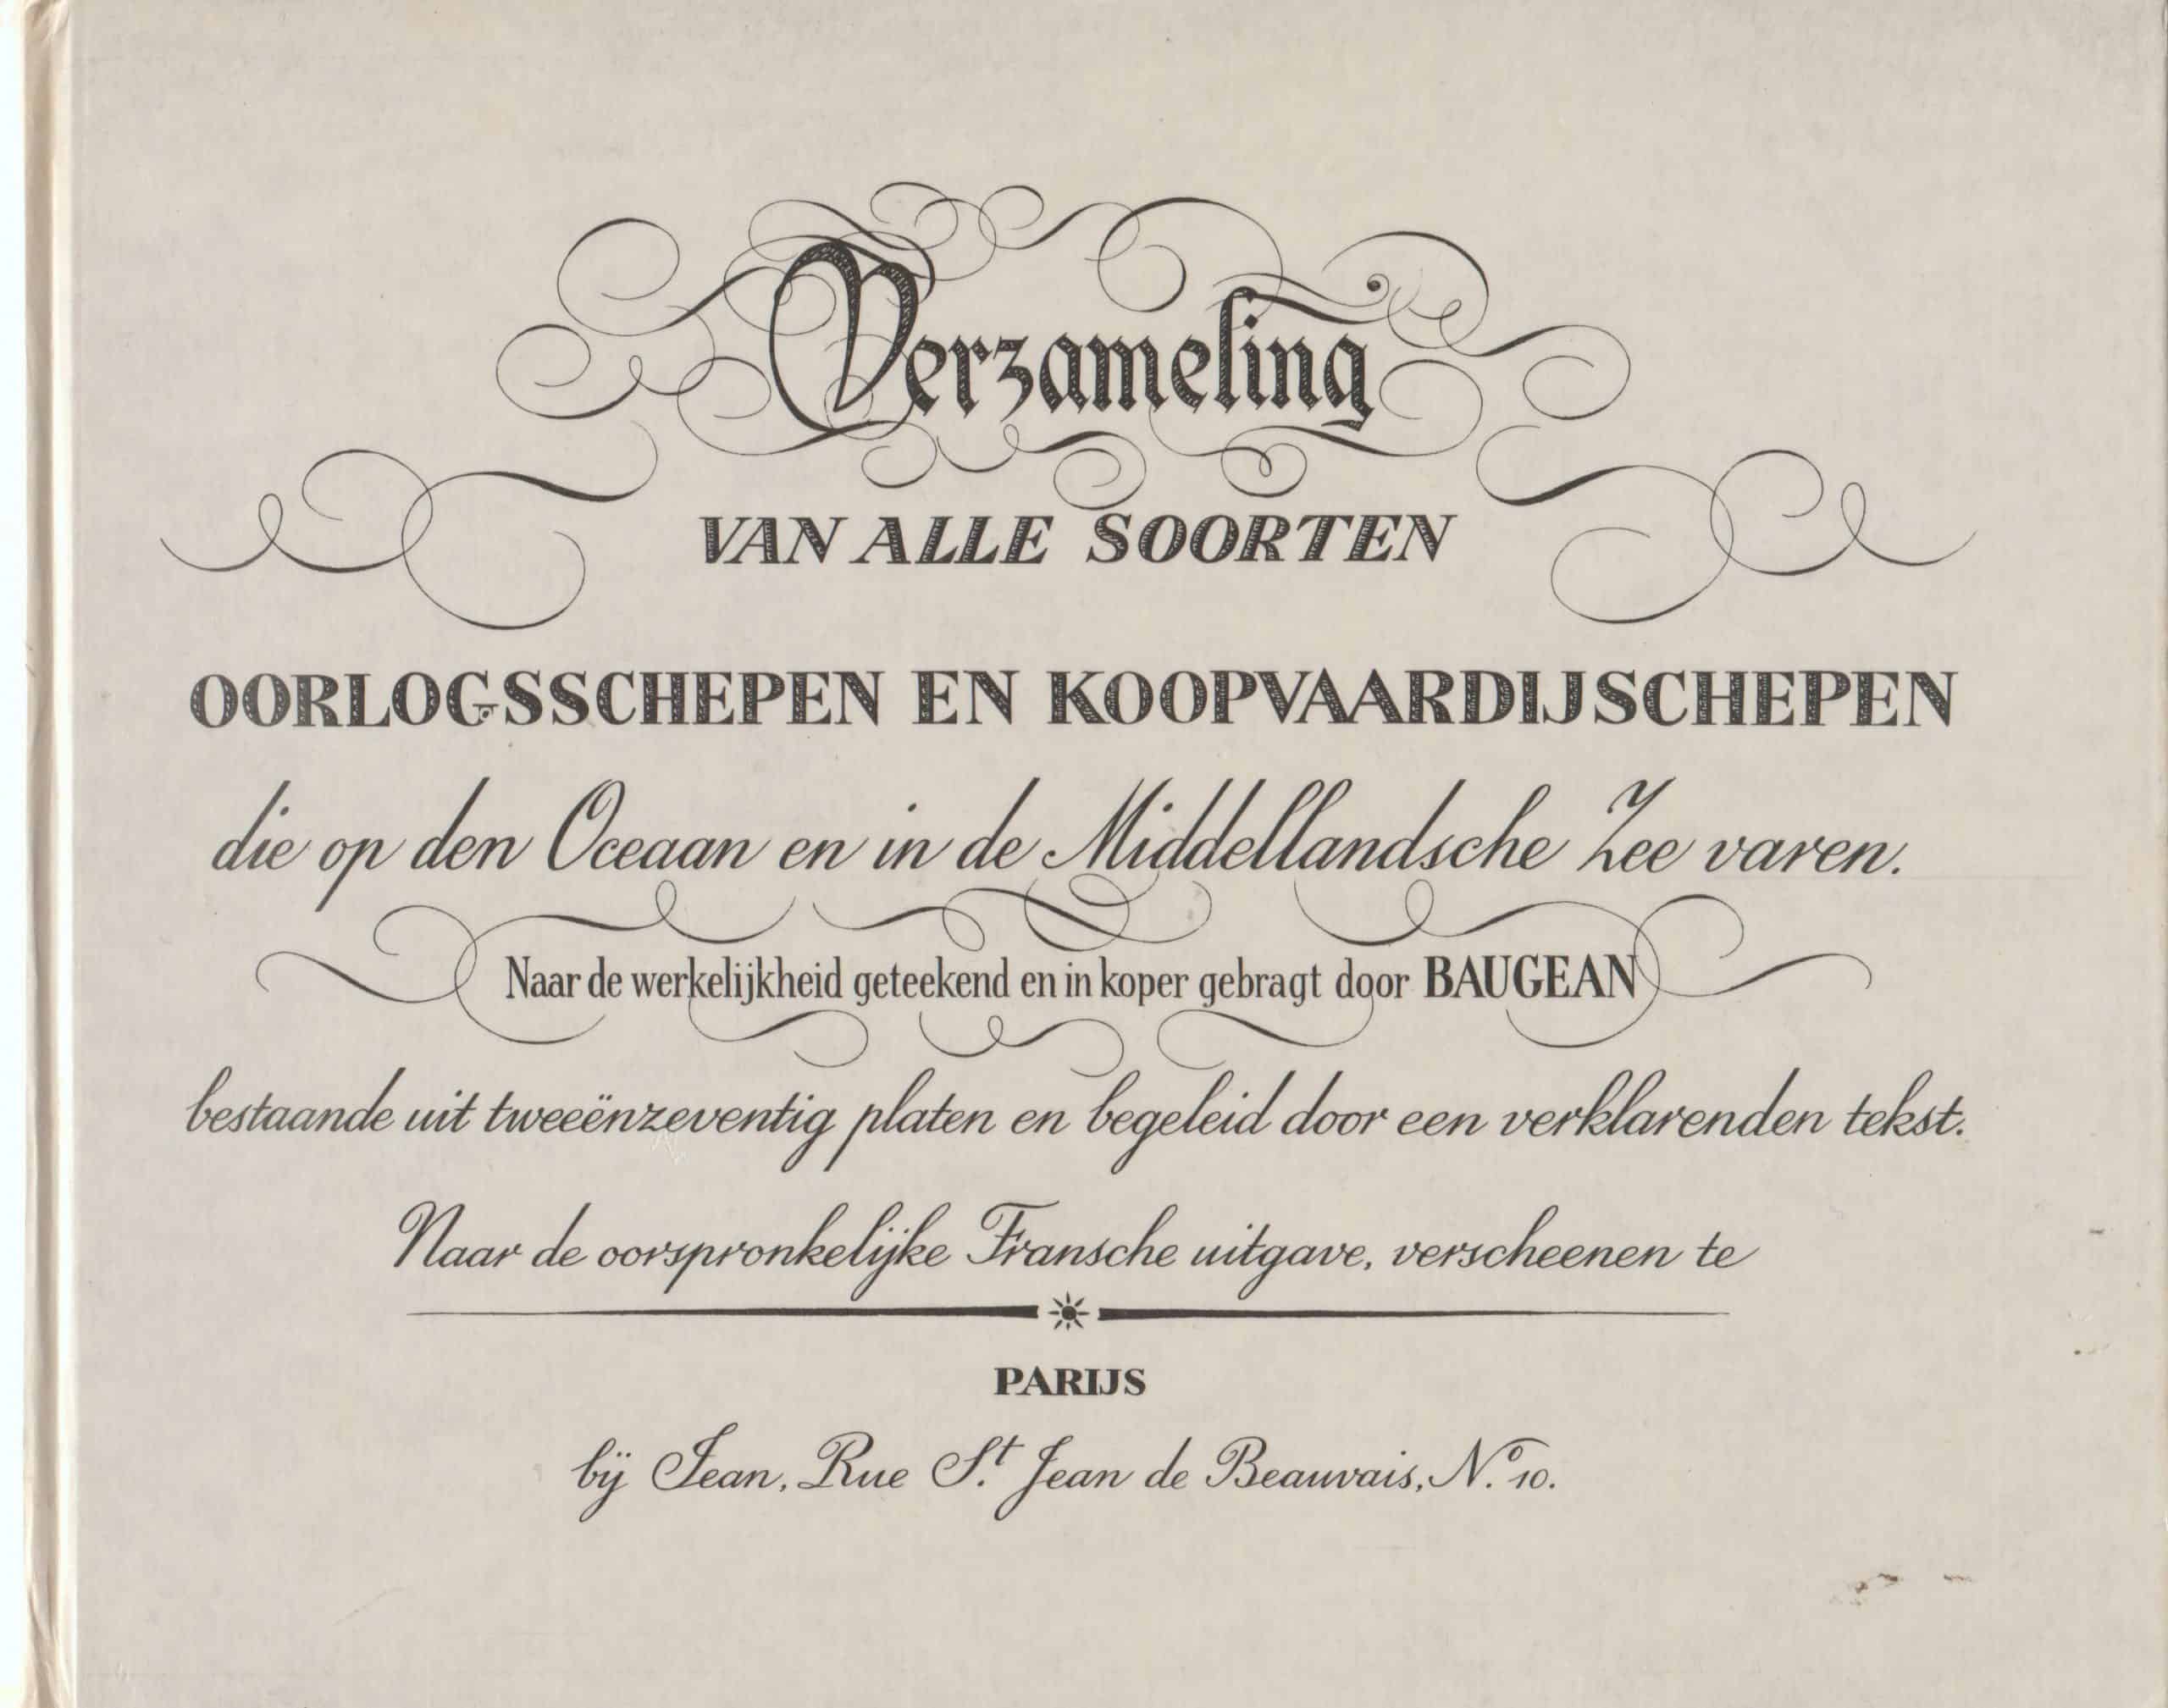 Verzameling
VAN ALLE SOORTEN
OORLOGSSCHEPEN EN KOOPVAARDIJSCHEPEN
die op den Oceaan en in de Middellandsche Zee varen.
Naar de werkelijkheid geteekend en in koper gebragt door BAUGEAN
bestaande uit tweeënzeventig platen en begeleid door een verklarenden tekst.
Naar de oorspronkelijke Fransche uitgave, verscheenen te
PARIJS
bij Jean, Rue St. Jean de Beauvais, No. 10.